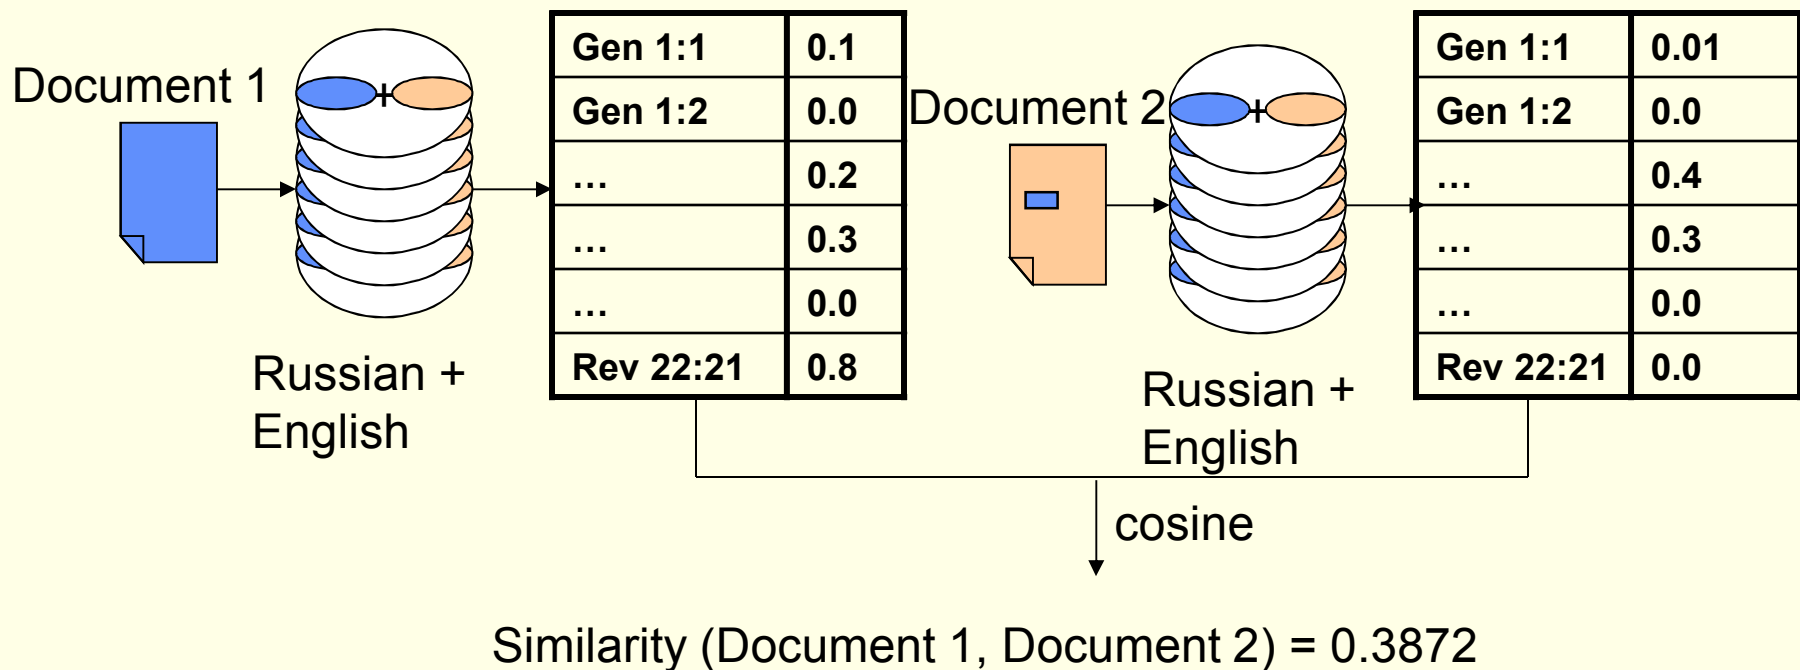 Document 1
+
Gen 1:1 0.1
Gen 1:2 0.0
… 0.2
… 0.3
… 0.0
Rev 22:21 0.8
Russian +
English
Document 2
+
Gen 1:1 0.01
Gen 1:2 0.0
… 0.4
… 0.3
… 0.0
Rev 22:21 0.0
Russian +
English
cosine
Similarity (Document 1, Document 2) = 0.3872